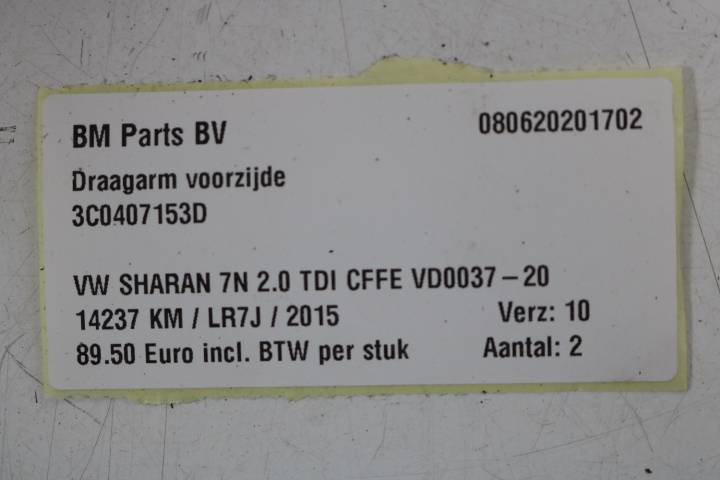 BM Parts BV 080620201702
Draagarm voorzijde
3C0407153D
VW SHARAN 7N 2.0 TDI CFFE VD0037-20
14237 KM / LR7J / 2015 Verz: 10
89.50 Euro incl. BTW per stuk Aantal: 2